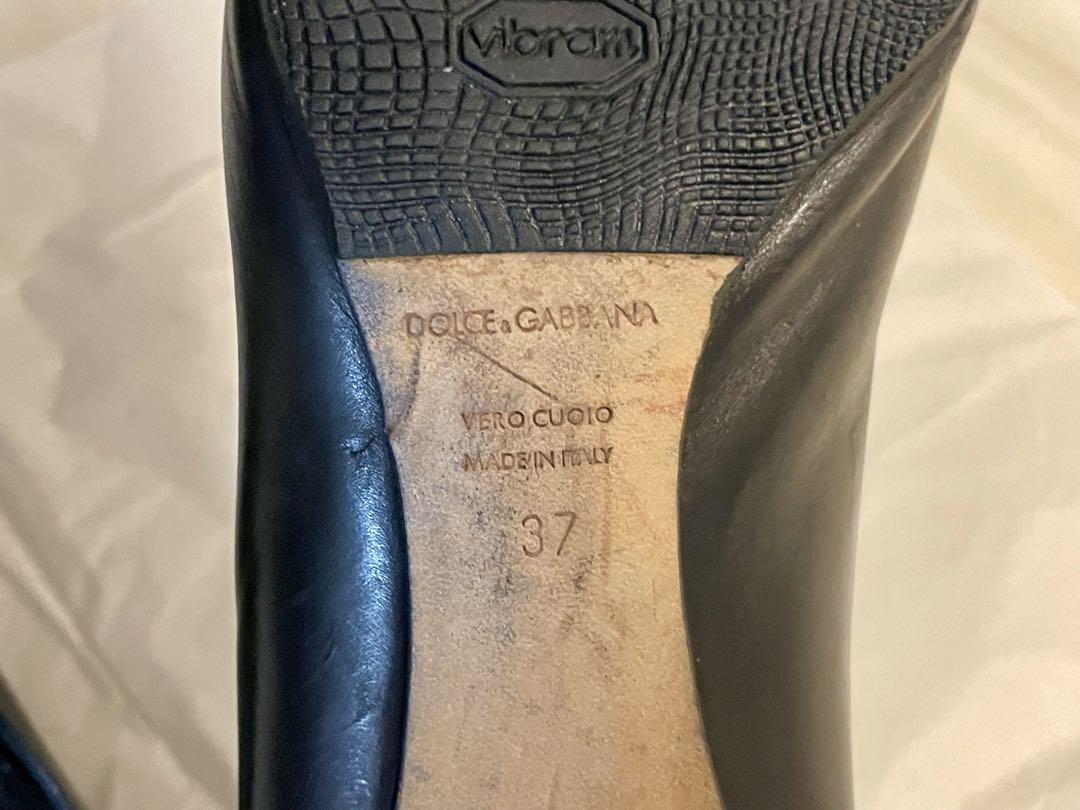 vibram
DOLCE & GABBANA
VERO CUOIO
MADE IN ITALY
37